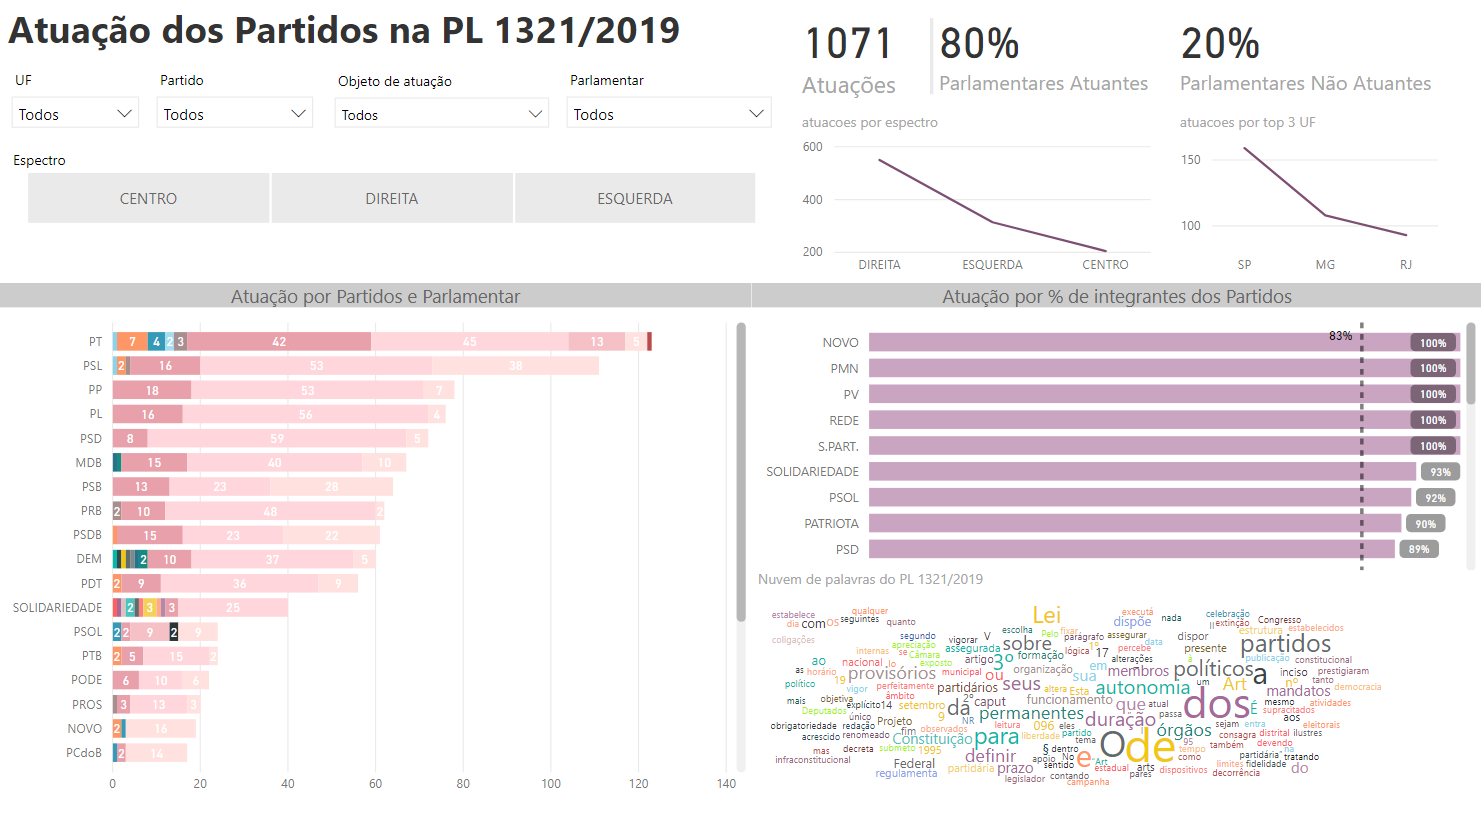 Atuação dos Partidos na PL 1321/2019
UF
Partido
Objeto de atuação
Parlamentar
Todos
Todos
Todos
Todos
Espectro
CENTRO
DIREITA
ESQUERDA
1071
Atuações
80%
Parlamentares Atuantes
20%
Parlamentares Não Atuantes
atuacoes por espectro
600
400
200
DIREITA
ESQUERDA
CENTRO
atuacoes por top 3 UF
150
100
SP
MG
RJ
Atuação por Partidos e Parlamentar
PT 7 4 2 3 42 45 13 5
PSL 2 16 53 38
PP 18 53 7
PL 16 56 4
PSD 8 59 5
MDB 15 40 10
PSB 13 23 28
PRB 2 10 48 2
PSDB 15 23 22
DEM 2 10 37 5
PDT 2 9 36 9
SOLIDARIEDADE 2 3 3 25
PSOL 2 2 9 2 9
PTB 2 5 15 2
PODE 6 10 6
PROS 3 13 3
NOVO 2 16
PCdoB 2 14
0 20 40 60 80 100 120 140
Atuação por % de integrantes dos Partidos
83%
NOVO 100%
PMN 100%
PV 100%
REDE 100%
S.PART. 100%
SOLIDARIEDADE 93%
PSOL 92%
PATRIOTA 90%
PSD 89%
Nuvem de palavras do PL 1321/2019
estabelece qualquer Lei executá celebração
dia com os seguintes quanto dispõe nada II extinção Congresso
coligações segundo vigorar V escolha Pelo fixar parágrafo assegurar data dispor estrutura estabelecidos
apreciação assegurada sobre lógica 1º 17 percebe presente partidos
internas se Câmara artigo 3º formação alterações a publicação constitucional
ao nacional lo exposto organização em políticos a inciso prestigiaram
as horário provisórios municipal ou sua membros um nº tanto
político 19 vigor perfeitamente partidários seus altera Esta autonomia Art mandatos democracia
mais objetiva âmbito 2º caput funcionamento que atual dos É mesmo atividades
Deputados explícito 14 setembro dá permanentes passa supracitados
único Projeto 9 NR leitura 096 eles duração órgãos sejam entra aos eleitorais
obrigatoriedade redação fim observados liberdade partido consagra distrital ilustres
acrescido renomeado Constituição para tema O de 95 também devendo
mas decreta submeto 1995 § dentro tempo partidária na
infraconstitucional definir apoio No e Art como limites fidelidade tratando
Federal partidária prazo sentido estadual arts dispositivos decorrência do
regulamenta legislador contando pares
campanha